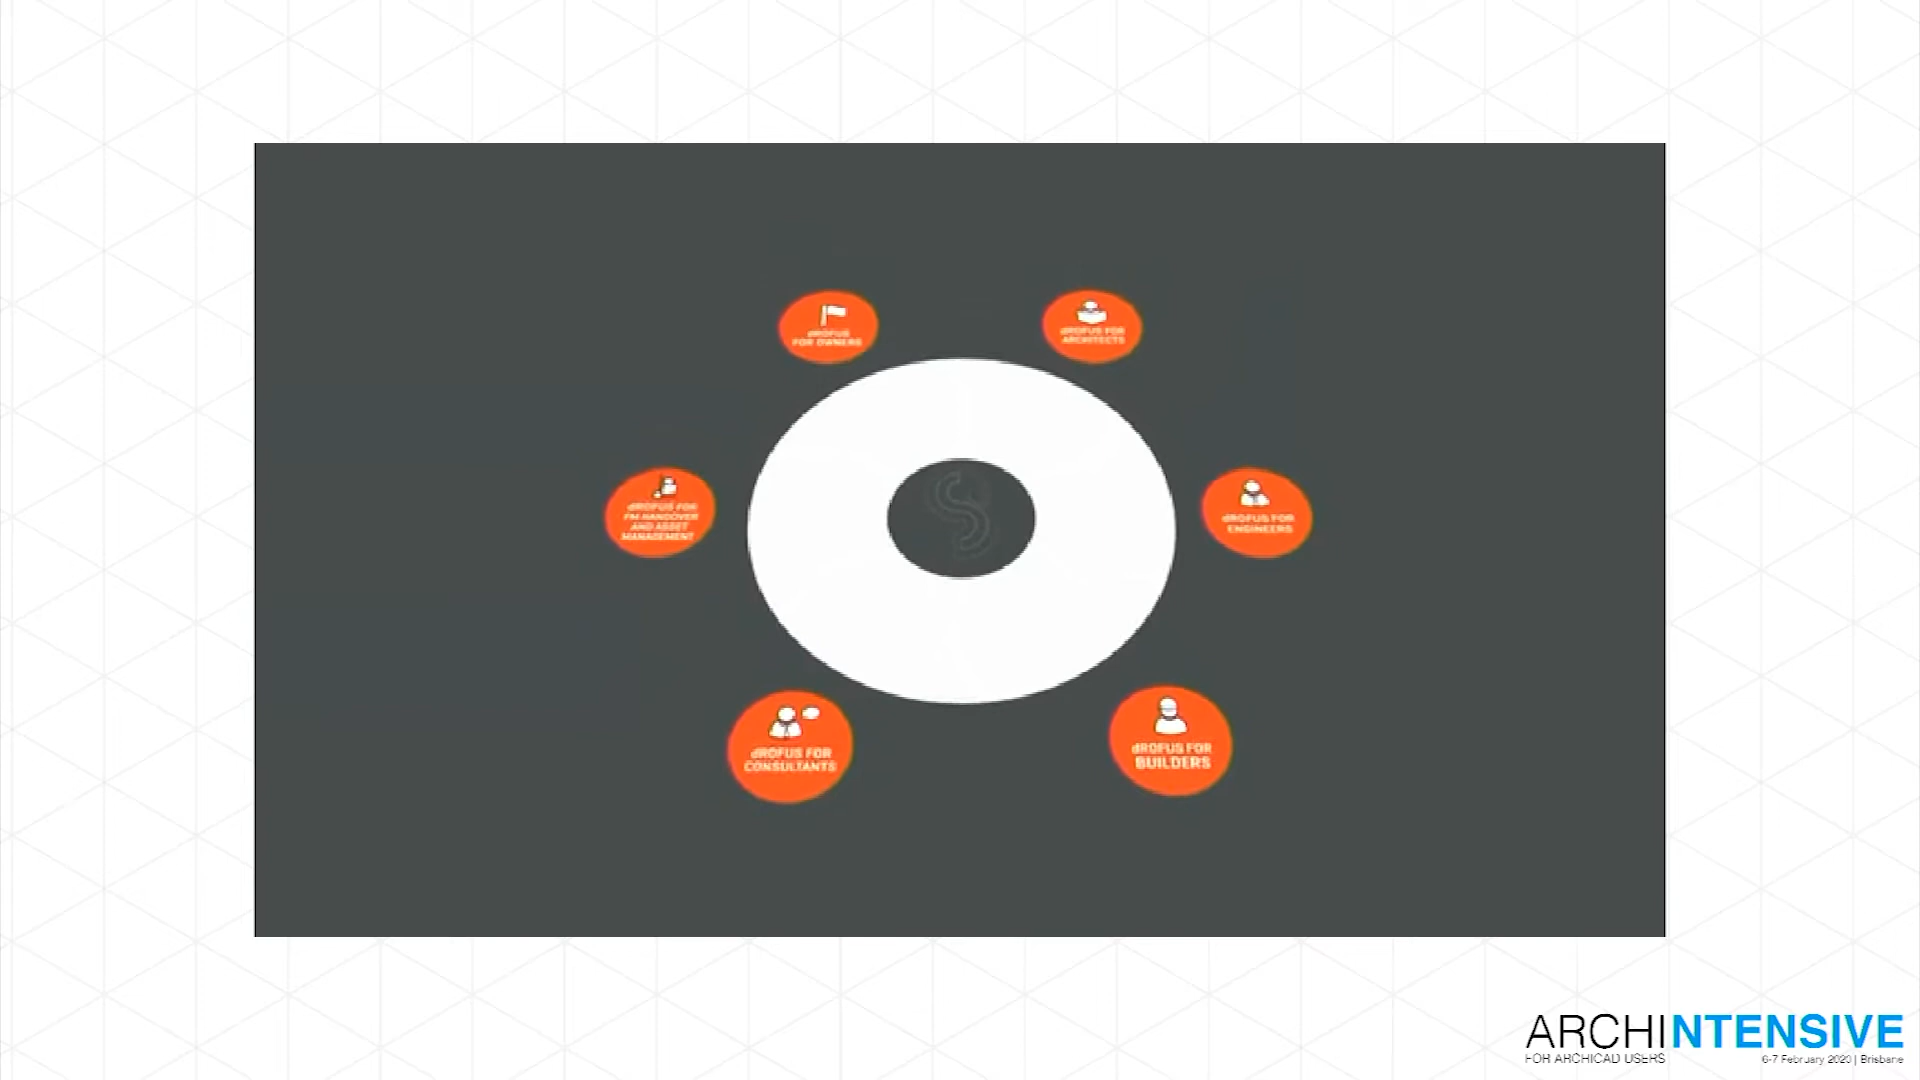 dROFUS
FOR OWNERS
dROFUS FOR
ARCHITECTS
dROFUS FOR
FM HANDOVER
AND ASSET
MANAGEMENT
dROFUS FOR
ENGINEERS
dROFUS FOR
CONSULTANTS
dROFUS FOR
BUILDERS
ARCHINTENSIVE
FOR ARCHICAD USERS
6-7 February 2020 | Brisbane